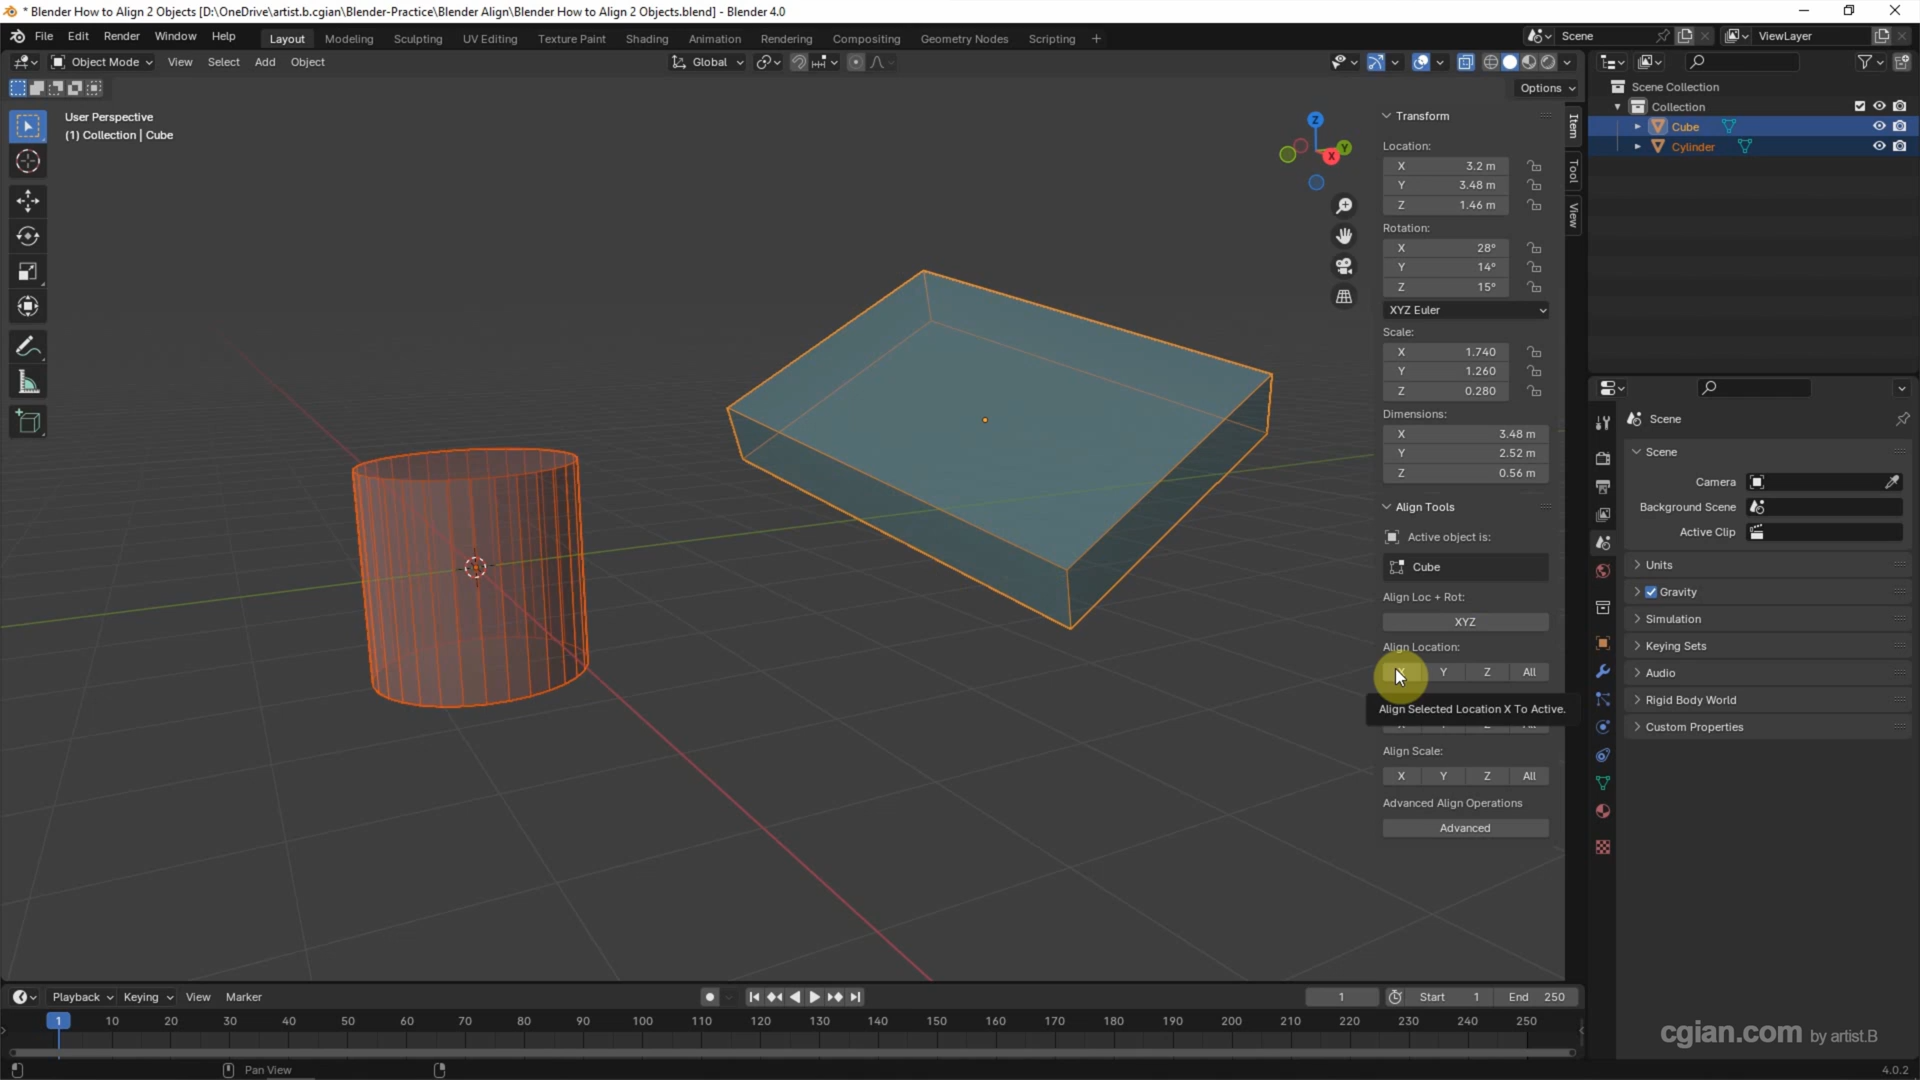 * Blender How to Align 2 Objects [D:\OneDrive\artist.b.cgian\Blender-Practice\Blender Align\Blender How to Align 2 Objects.blend] - Blender 4.0
File Edit Render Window Help Layout Modeling Sculpting UV Editing Texture Paint Shading Animation Rendering Compositing Geometry Nodes Scripting + Scene ViewLayer
Object Mode View Select Add Object Global
Options
User Perspective
(1) Collection | Cube
Z
Y
X
Transform
Location:
X 3.2 m
Y 3.48 m
Z 1.46 m
Rotation:
X 28°
Y 14°
Z 15°
XYZ Euler
Scale:
X 1.740
Y 1.260
Z 0.280
Dimensions:
X 3.48 m
Y 2.52 m
Z 0.56 m
Align Tools
Active object is:
Cube
Align Loc + Rot:
XYZ
Align Location:
Y Z All
Align Selected Location X To Active.
Align Scale:
X Y Z All
Advanced Align Operations
Advanced
Item
Tool
View
Scene Collection
Collection
Cube
Cylinder
Scene
Scene
Camera
Background Scene
Active Clip
Units
Gravity
Simulation
Keying Sets
Audio
Rigid Body World
Custom Properties
Playback Keying View Marker 1 Start 1 End 250
1 10 20 30 40 50 60 70 80 90 100 110 120 130 140 150 160 170 180 190 200 210 220 230 240 250
cgian.com by artist.B
Pan View
4.0.2